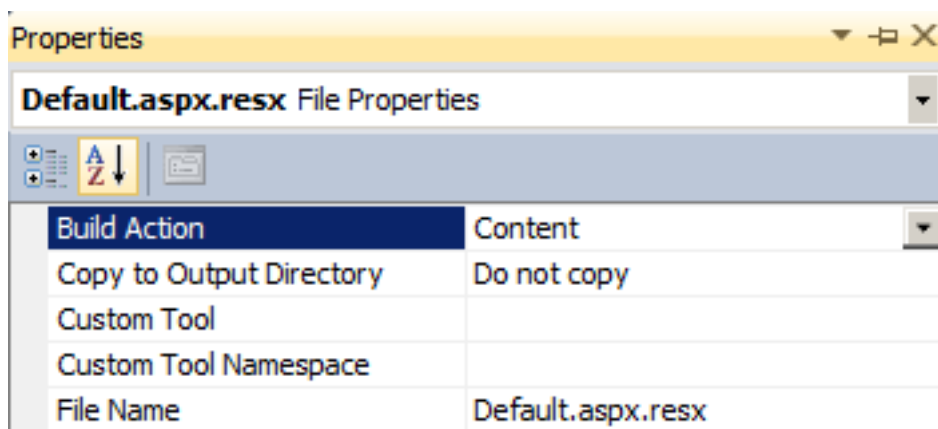 Properties
Default.aspx.resx File Properties
A
Z
Build Action Content
Copy to Output Directory Do not copy
Custom Tool
Custom Tool Namespace
File Name Default.aspx.resx